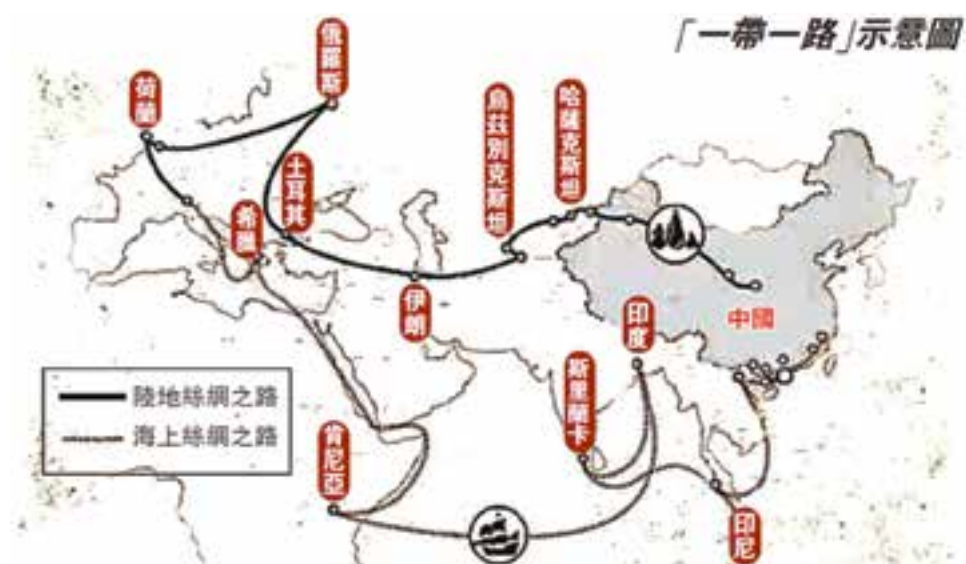 「一帶一路」示意圖
俄羅斯
荷蘭
烏茲別克斯坦
哈薩克斯坦
土耳其
希臘
伊朗
印度
中國
斯里蘭卡
陸地絲綢之路
海上絲綢之路
肯尼亞
印尼